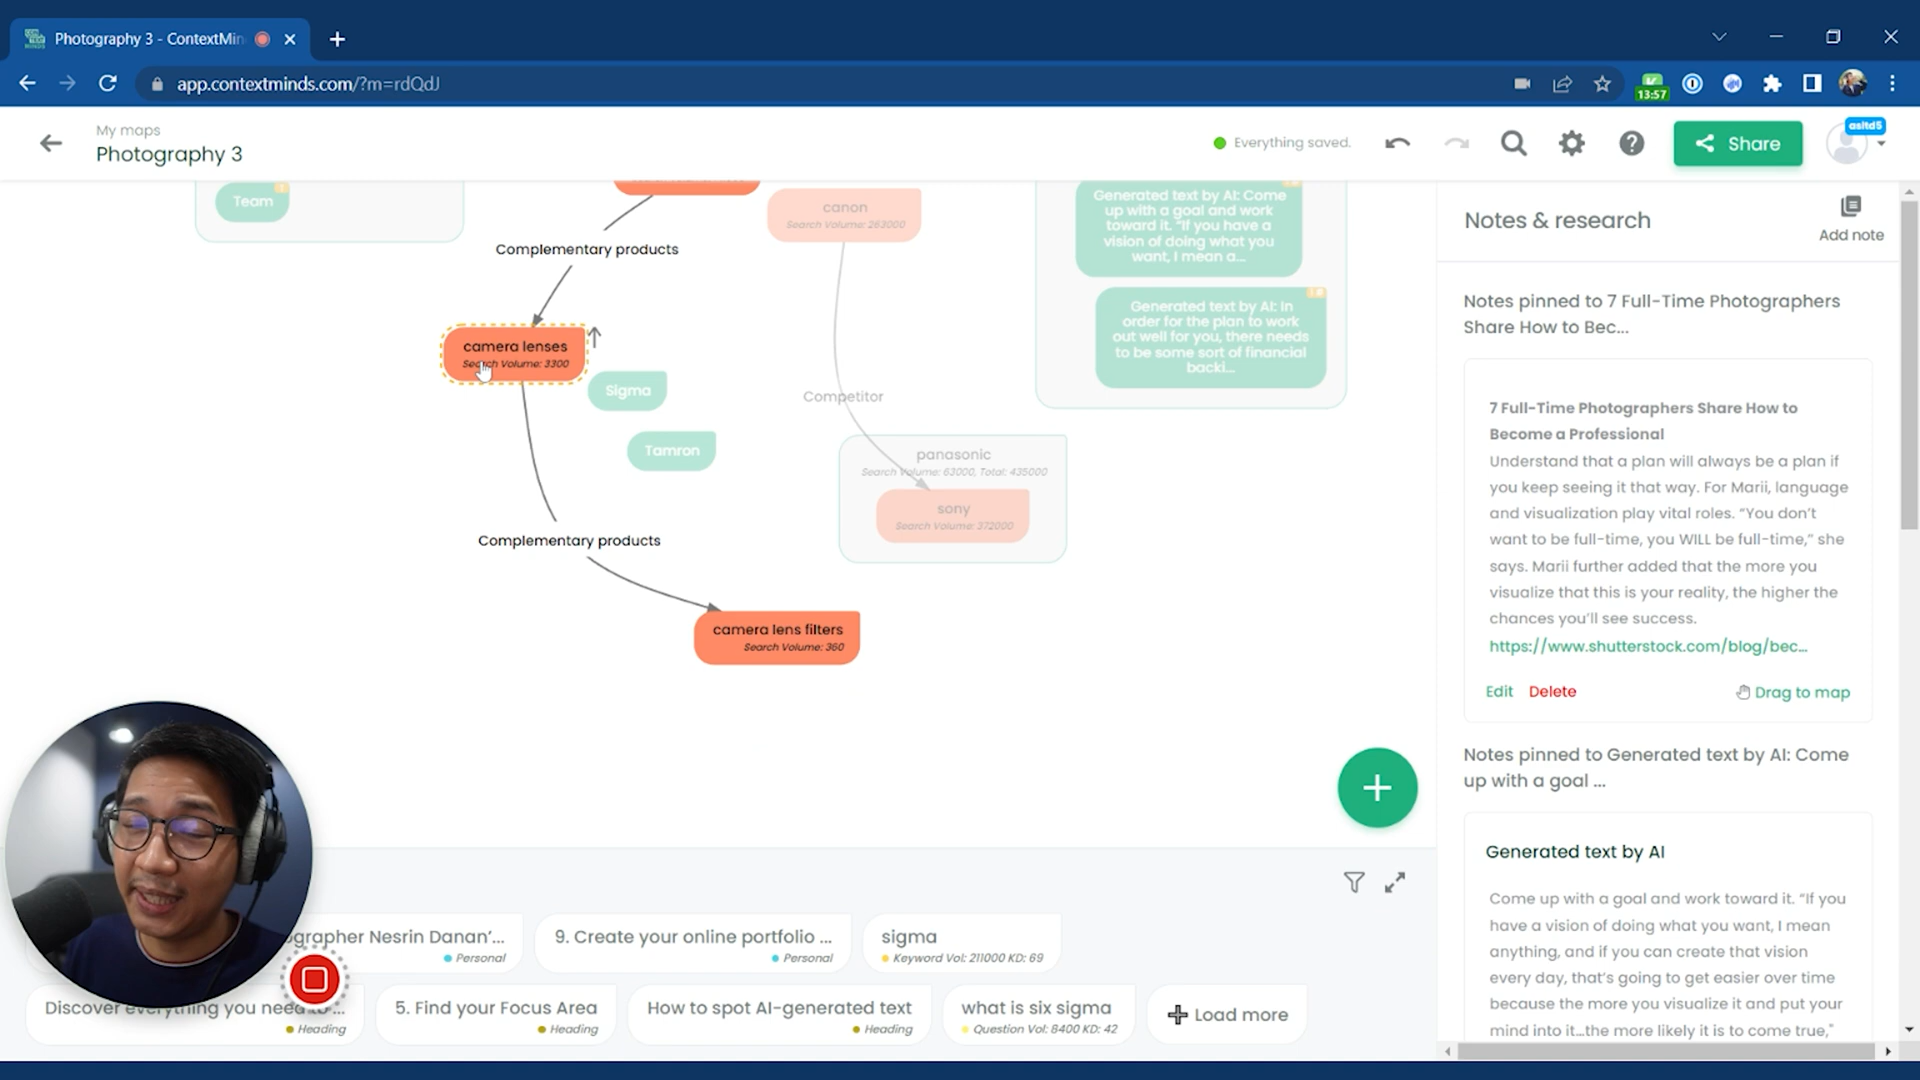 Photography 3 - ContextMin
app.contextminds.com/?m=rdQdJ
13:57
My maps
Photography 3
Everything saved.
Share
asltd5
Team
canon
Search Volume: 263000
Complementary products
camera lenses
Search Volume: 3300
Sigma
Tamron
Competitor
panasonic
Search Volume: 63000, Total: 435000
sony
Search Volume: 372000
Complementary products
camera lens filters
Search Volume: 360
Generated text by AI: Come
up with a goal and work
toward it. “If you have a
vision of doing what you
want, I mean a...
Generated text by AI: In
order for the plan to work
out well for you, there needs
to be some sort of financial
backi...
Notes & research
Add note
Notes pinned to 7 Full-Time Photographers
Share How to Bec...
7 Full-Time Photographers Share How to
Become a Professional
Understand that a plan will always be a plan if
you keep seeing it that way. For Marii, language
and visualization play vital roles. “You don’t
want to be full-time, you WILL be full-time,” she
says. Marii further added that the more you
visualize that this is your reality, the higher the
chances you’ll see success.
https://www.shutterstock.com/blog/bec...
Edit Delete Drag to map
Notes pinned to Generated text by AI: Come
up with a goal ...
Generated text by AI
Come up with a goal and work toward it. “If you
have a vision of doing what you want, I mean
anything, and if you can create that vision
every day, that’s going to get easier over time
because the more you visualize it and put your
mind into it…the more likely it is to come true,”
ographer Nesrin Danan’...
Personal
9. Create your online portfolio ...
Personal
sigma
Keyword Vol: 211000 KD: 69
Discover everything you need to ...
Heading
5. Find your Focus Area
Heading
How to spot AI-generated text
Heading
what is six sigma
Question Vol: 8400 KD: 42
Load more